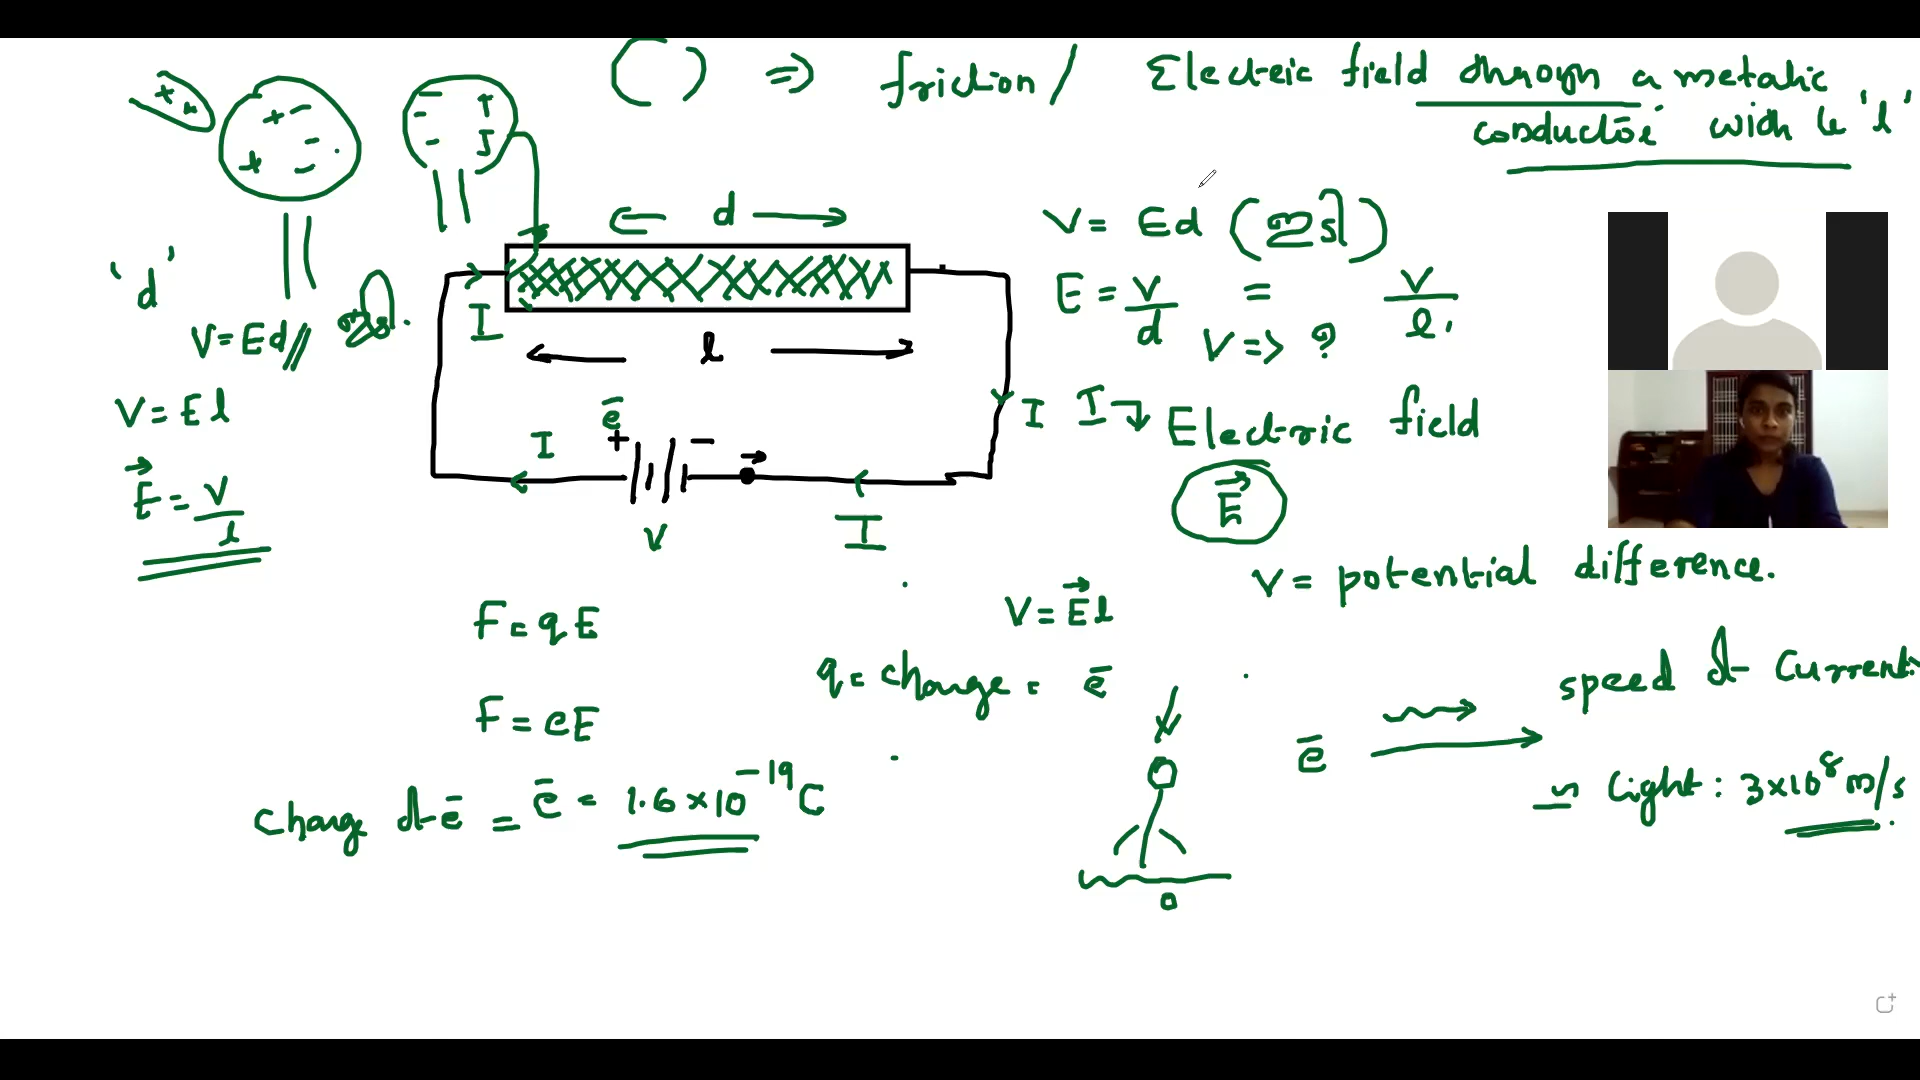 => friction / Electric field through a metalic
conductor with le 'l'
+ + + - + - - - - -
d
V = Ed
E = V/d = V/l.
V => ?
'd'
V = Ed //
I
l
V = El
E = V/l
e
+ -
I
V
I
I I Electric field
E
V = potential difference.
F = qE
V = El
q = charge = e
speed of current
F = eE
e
light : 3×10⁸ m/s
charge of e = e = 1.6 × 10⁻¹⁹ C